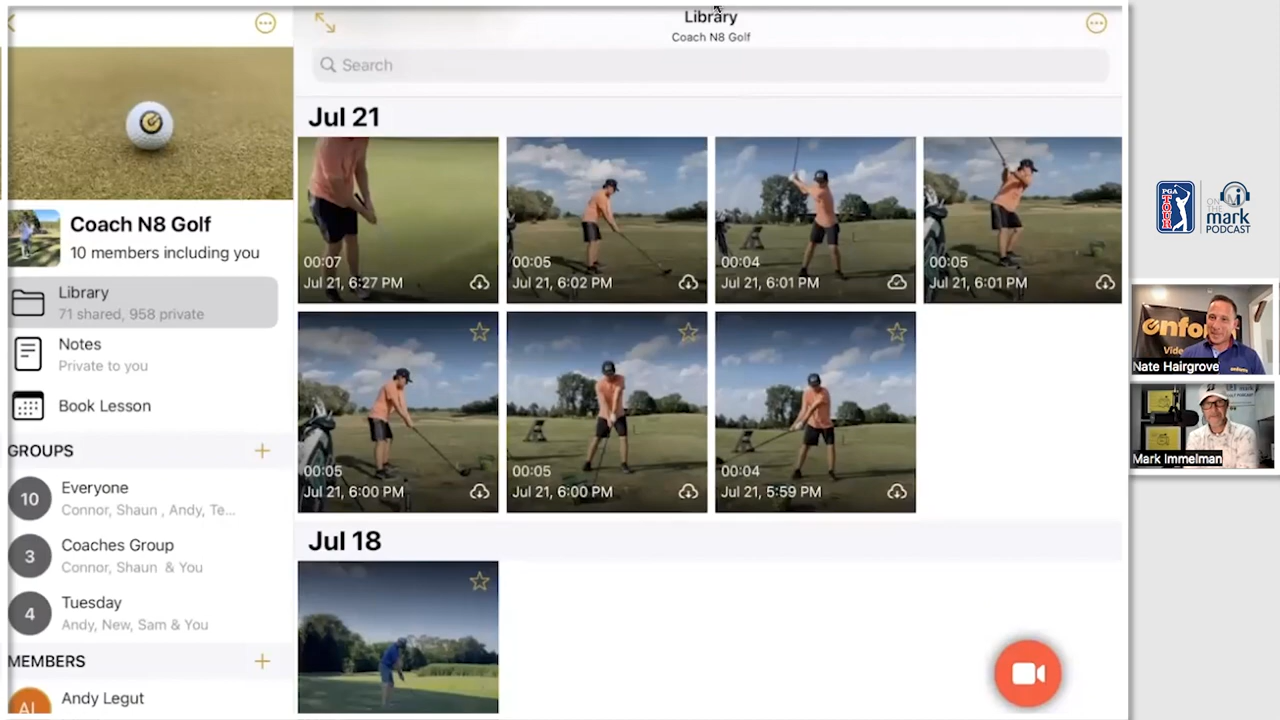 Library
Coach N8 Golf
Search
Coach N8 Golf
10 members including you
Library
71 shared, 958 private
Notes
Private to you
Book Lesson
GROUPS
10
Everyone
Connor, Shaun , Andy, Te...
3
Coaches Group
Connor, Shaun & You
4
Tuesday
Andy, New, Sam & You
MEMBERS
AL
Andy Legut
Jul 21
00:07
Jul 21, 6:27 PM
00:05
Jul 21, 6:02 PM
00:04
Jul 21, 6:01 PM
00:05
Jul 21, 6:01 PM
00:05
Jul 21, 6:00 PM
00:05
Jul 21, 6:00 PM
00:04
Jul 21, 5:59 PM
Jul 18
PGA
TOUR
ON
THE
mark
PODCAST
onfo
Vide
Nate Hairgrove
Mark Immelman